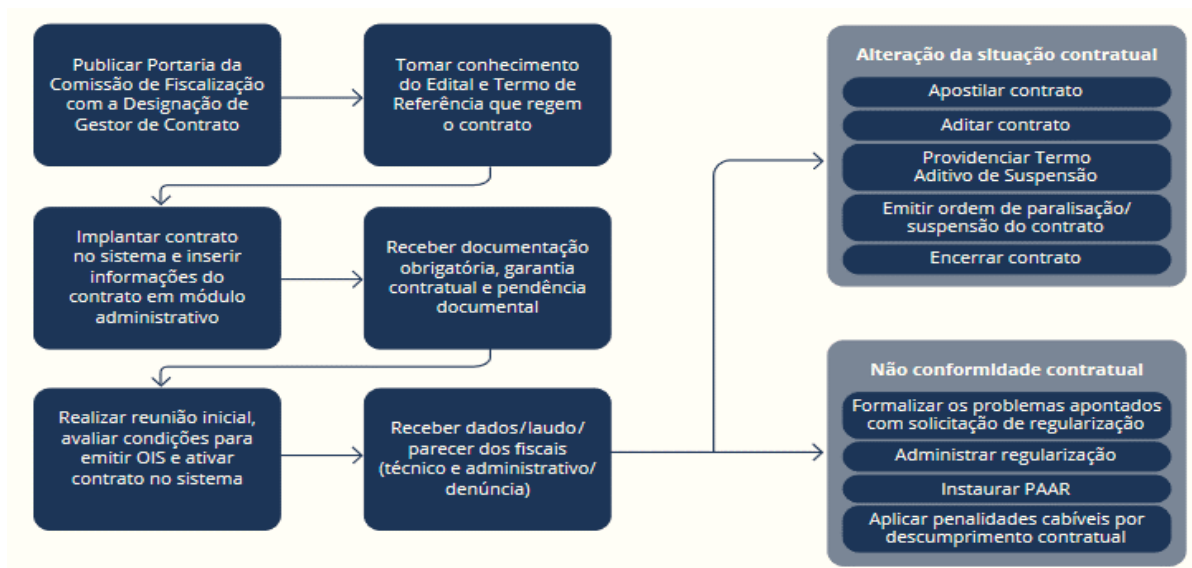 Publicar Portaria da
Comissão de Fiscalização
com a Designação de
Gestor de Contrato
Tomar conhecimento
do Edital e Termo de
Referência que regem
o contrato
Implantar contrato
no sistema e inserir
informações do
contrato em módulo
administrativo
Receber documentação
obrigatória, garantia
contratual e pendência
documental
Realizar reunião inicial,
avaliar condições para
emitir OIS e ativar
contrato no sistema
Receber dados/laudo/
parecer dos fiscais
(técnico e administrativo/
denúncia)
Alteração da situação contratual
Apostilar contrato
Aditar contrato
Providenciar Termo
Aditivo de Suspensão
Emitir ordem de paralisação/
suspensão do contrato
Encerrar contrato
Não conformidade contratual
Formalizar os problemas apontados
com solicitação de regularização
Administrar regularização
Instaurar PAAR
Aplicar penalidades cabíveis por
descumprimento contratual